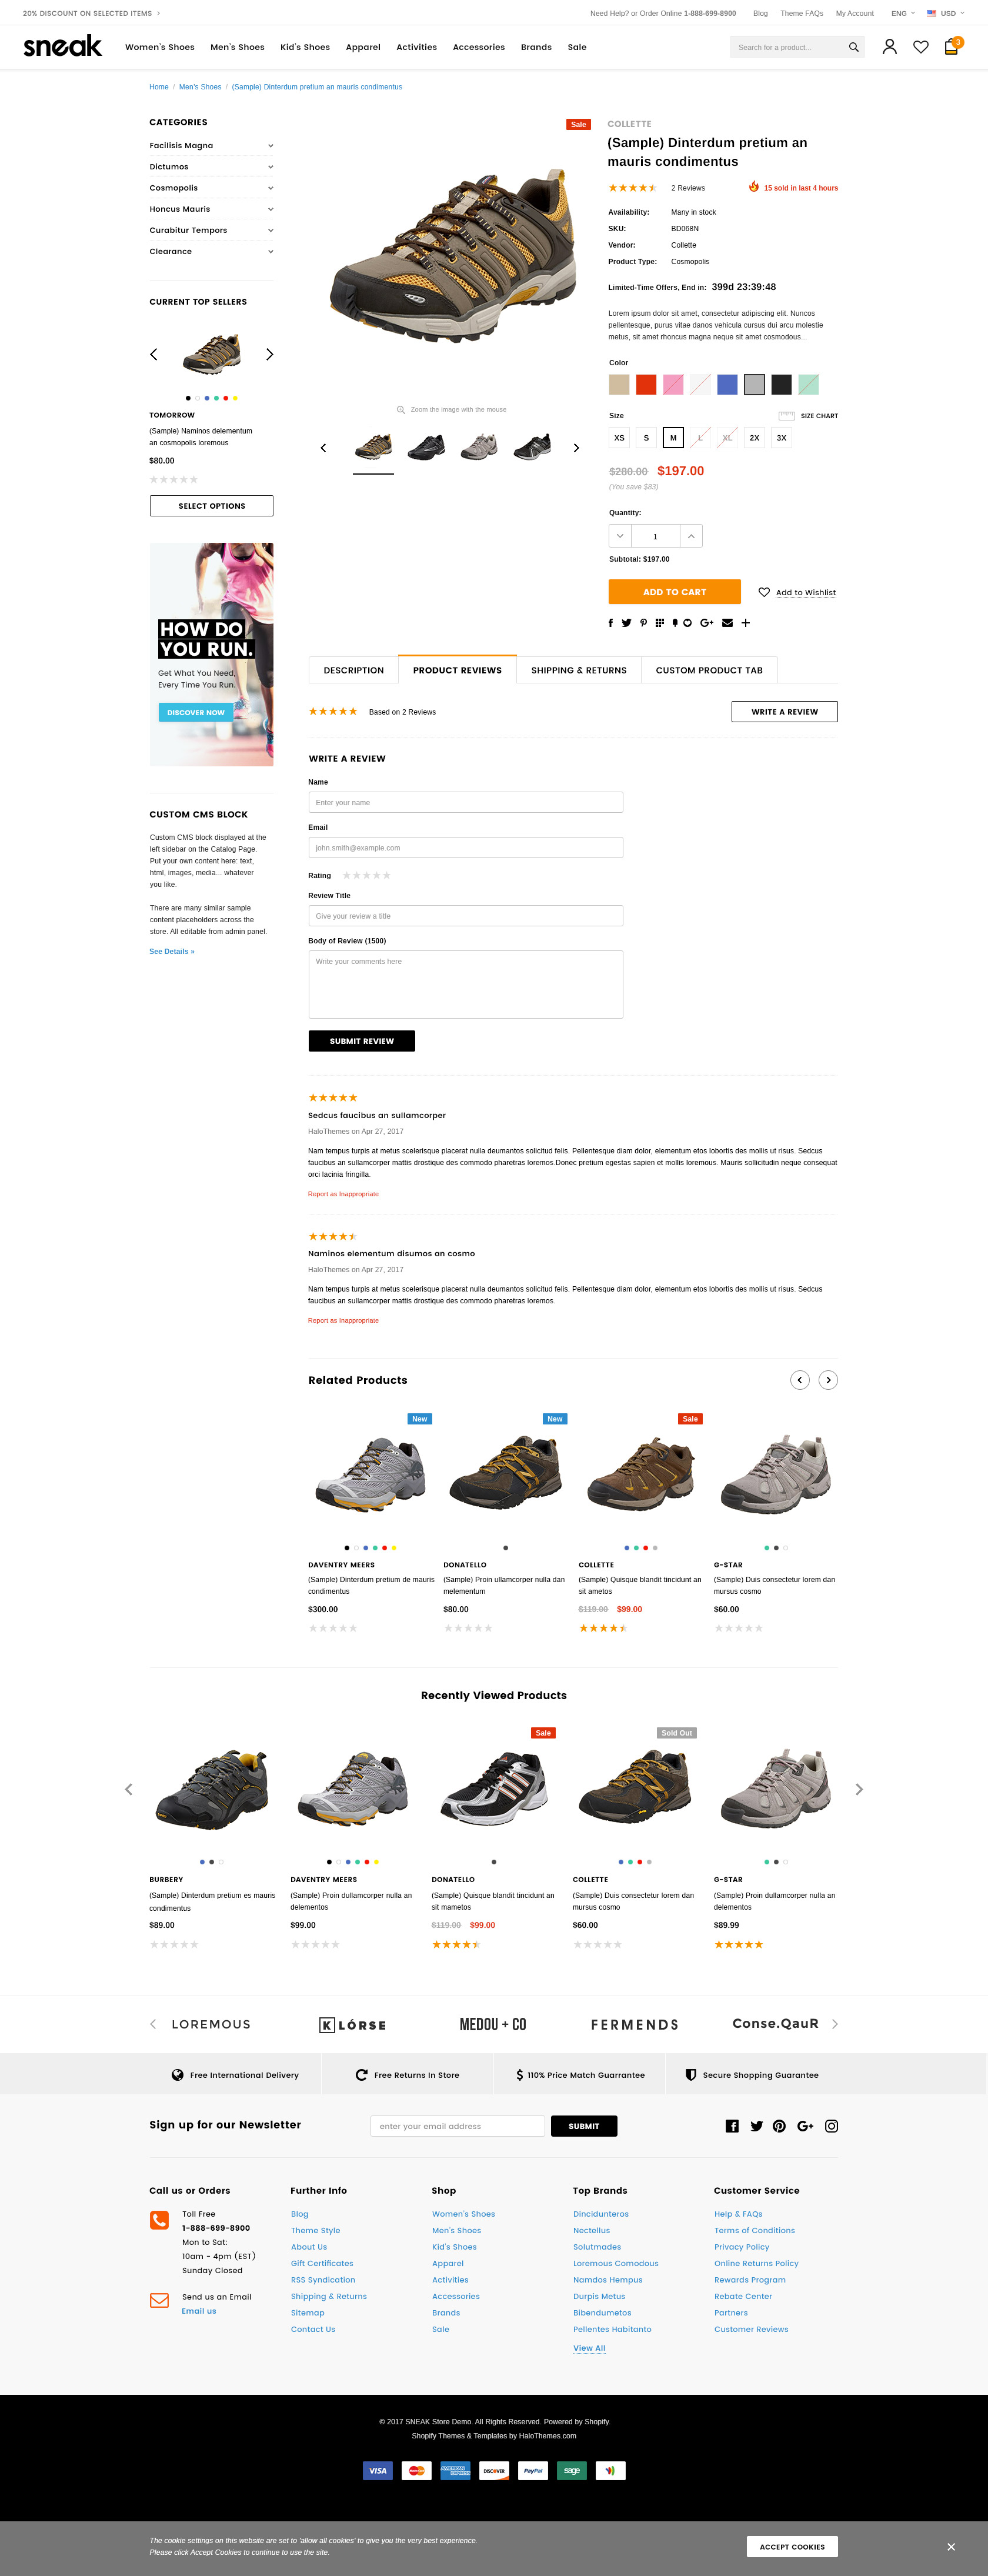 20% DISCOUNT ON SELECTED ITEMS
Need Help? or Order Online 1-888-699-8900
Blog
Theme FAQs
My Account
ENG
USD
sneak
Women's Shoes
Men's Shoes
Kid's Shoes
Apparel
Activities
Accessories
Brands
Sale
Search for a product...
3
Home / Men's Shoes / (Sample) Dinterdum pretium an mauris condimentus
CATEGORIES
Facilisis Magna
Dictumos
Cosmopolis
Honcus Mauris
Curabitur Tempors
Clearance
CURRENT TOP SELLERS
TOMORROW
(Sample) Naminos delementum
an cosmopolis loremous
$80.00
SELECT OPTIONS
HOW DO
YOU RUN.
Get What You Need,
Every Time You Run.
DISCOVER NOW
CUSTOM CMS BLOCK
Custom CMS block displayed at the
left sidebar on the Catalog Page.
Put your own content here: text,
html, images, media... whatever
you like.
There are many similar sample
content placeholders across the
store. All editable from admin panel.
See Details »
Sale
Zoom the image with the mouse
COLLETTE
(Sample) Dinterdum pretium an
mauris condimentus
2 Reviews
15 sold in last 4 hours
Availability: Many in stock
SKU: BD068N
Vendor: Collette
Product Type: Cosmopolis
Limited-Time Offers, End in: 399d 23:39:48
Lorem ipsum dolor sit amet, consectetur adipiscing elit. Nuncos
pellentesque, purus vitae danos vehicula cursus dui arcu molestie
metus, sit amet rhoncus magna neque sit amet cosmodous...
Color
Size
SIZE CHART
XS S M L XL 2X 3X
$280.00 $197.00
(You save $83)
Quantity:
1
Subtotal: $197.00
ADD TO CART
Add to Wishlist
DESCRIPTION
PRODUCT REVIEWS
SHIPPING & RETURNS
CUSTOM PRODUCT TAB
Based on 2 Reviews
WRITE A REVIEW
WRITE A REVIEW
Name
Enter your name
Email
john.smith@example.com
Rating
Review Title
Give your review a title
Body of Review (1500)
Write your comments here
SUBMIT REVIEW
Sedcus faucibus an sullamcorper
HaloThemes on Apr 27, 2017
Nam tempus turpis at metus scelerisque placerat nulla deumantos solicitud felis. Pellentesque diam dolor, elementum etos lobortis des mollis ut risus. Sedcus
faucibus an sullamcorper mattis drostique des commodo pharetras loremos.Donec pretium egestas sapien et mollis loremous. Mauris sollicitudin neque consequat
orci lacinia fringilla.
Report as Inappropriate
Naminos elementum disumos an cosmo
HaloThemes on Apr 27, 2017
Nam tempus turpis at metus scelerisque placerat nulla deumantos solicitud felis. Pellentesque diam dolor, elementum etos lobortis des mollis ut risus. Sedcus
faucibus an sullamcorper mattis drostique des commodo pharetras loremos.
Report as Inappropriate
Related Products
New
New
Sale
DAVENTRY MEERS
(Sample) Dinterdum pretium de mauris
condimentus
$300.00
DONATELLO
(Sample) Proin ullamcorper nulla dan
melementum
$80.00
COLLETTE
(Sample) Quisque blandit tincidunt an
sit ametos
$119.00 $99.00
G-STAR
(Sample) Duis consectetur lorem dan
mursus cosmo
$60.00
Recently Viewed Products
Sale
Sold Out
BURBERY
(Sample) Dinterdum pretium es mauris
condimentus
$89.00
DAVENTRY MEERS
(Sample) Proin dullamcorper nulla an
delementos
$99.00
DONATELLO
(Sample) Quisque blandit tincidunt an
sit mametos
$119.00 $99.00
COLLETTE
(Sample) Duis consectetur lorem dan
mursus cosmo
$60.00
G-STAR
(Sample) Proin dullamcorper nulla an
delementos
$89.99
LOREMOUS
KLÓRSE
MEDOU + CO
FERMENDS
Conse.QauR
Free International Delivery
Free Returns In Store
110% Price Match Guarrantee
Secure Shopping Guarantee
Sign up for our Newsletter
enter your email address
SUBMIT
Call us or Orders
Toll Free
1-888-699-8900
Mon to Sat:
10am - 4pm (EST)
Sunday Closed
Send us an Email
Email us
Further Info
Blog
Theme Style
About Us
Gift Certificates
RSS Syndication
Shipping & Returns
Sitemap
Contact Us
Shop
Women's Shoes
Men's Shoes
Kid's Shoes
Apparel
Activities
Accessories
Brands
Sale
Top Brands
Dincidunteros
Nectellus
Solutmades
Loremous Comodous
Namdos Hempus
Durpis Metus
Bibendumetos
Pellentes Habitanto
View All
Customer Service
Help & FAQs
Terms of Conditions
Privacy Policy
Online Returns Policy
Rewards Program
Rebate Center
Partners
Customer Reviews
© 2017 SNEAK Store Demo. All Rights Reserved. Powered by Shopify.
Shopify Themes & Templates by HaloThemes.com
VISA
AMERICAN EXPRESS
DISCOVER
PayPal
sage
The cookie settings on this website are set to 'allow all cookies' to give you the very best experience.
Please click Accept Cookies to continue to use the site.
ACCEPT COOKIES